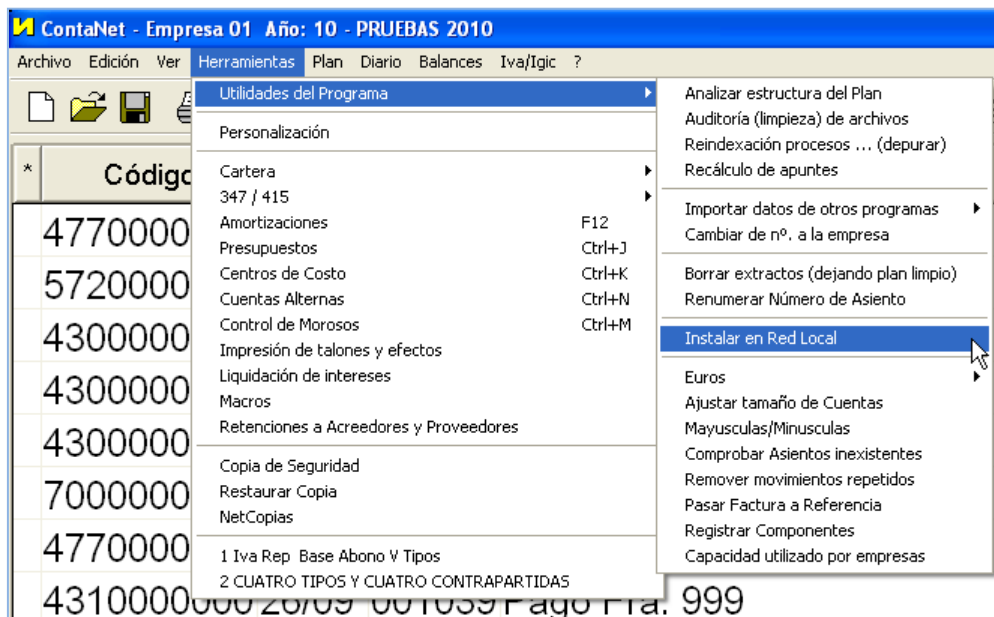 ContaNet - Empresa 01 Año: 10 - PRUEBAS 2010
Archivo Edición Ver Herramientas Plan Diario Balances Iva/Igic ?
Utilidades del Programa
Personalización
Cartera
347 / 415
Amortizaciones F12
Presupuestos Ctrl+J
Centros de Costo Ctrl+K
Cuentas Alternas Ctrl+N
Control de Morosos Ctrl+M
Impresión de talones y efectos
Liquidación de intereses
Macros
Retenciones a Acreedores y Proveedores
Copia de Seguridad
Restaurar Copia
NetCopias
1 Iva Rep Base Abono V Tipos
2 CUATRO TIPOS Y CUATRO CONTRAPARTIDAS
Analizar estructura del Plan
Auditoría (limpieza) de archivos
Reindexación procesos ... (depurar)
Recálculo de apuntes
Importar datos de otros programas
Cambiar de nº. a la empresa
Borrar extractos (dejando plan limpio)
Renumerar Número de Asiento
Instalar en Red Local
Euros
Ajustar tamaño de Cuentas
Mayusculas/Minusculas
Comprobar Asientos inexistentes
Remover movimientos repetidos
Pasar Factura a Referencia
Registrar Componentes
Capacidad utilizado por empresas
* Código
4770000
5720000
4300000
4300000
4300000
7000000
4770000
4310000000 26/09 001039 Pago Fra. 999